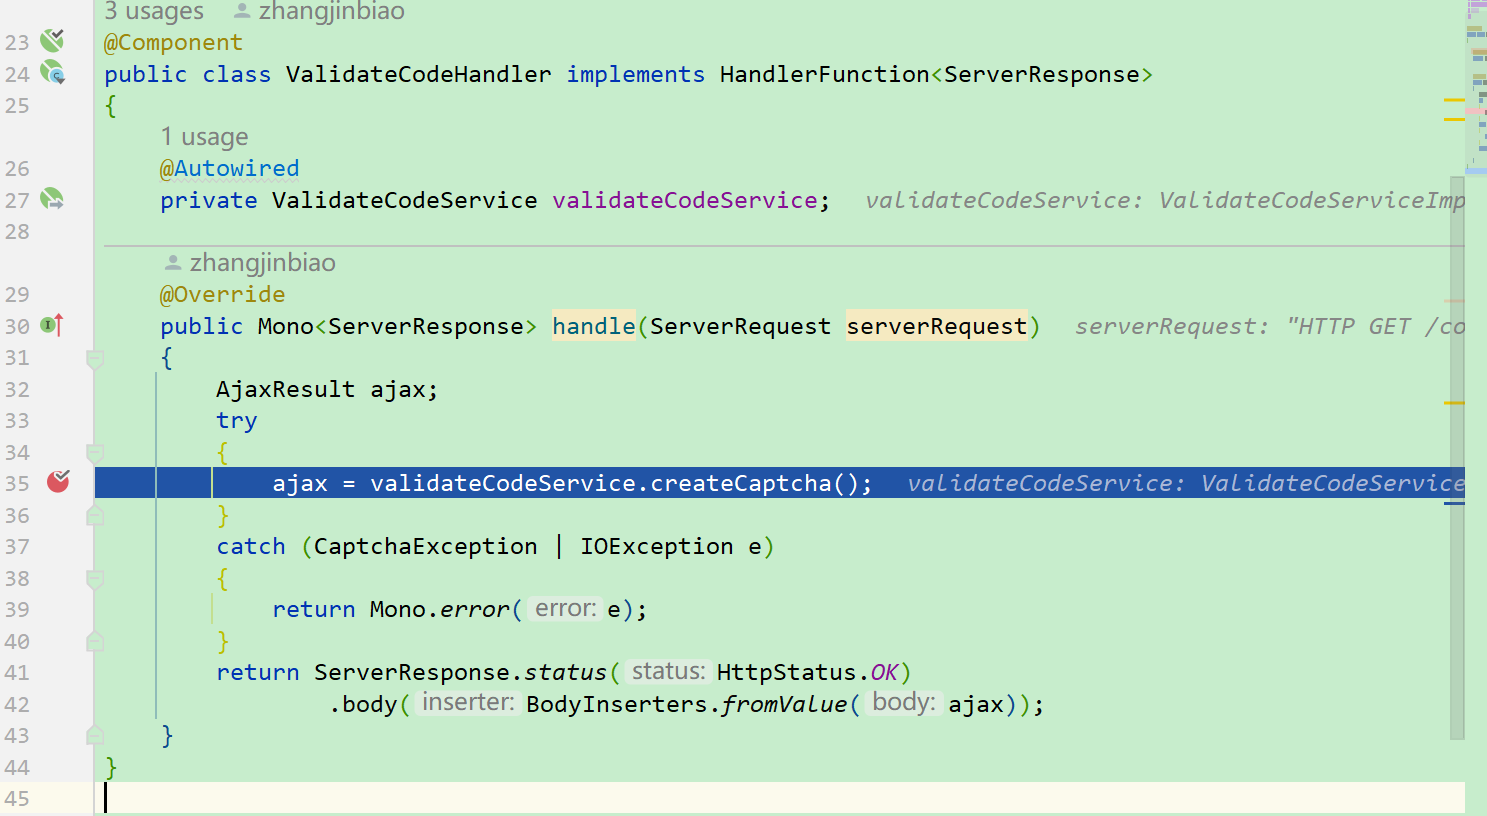 3 usages zhangjinbiao
23 @Component
24 public class ValidateCodeHandler implements HandlerFunction<ServerResponse>
25 {
1 usage
26 @Autowired
27 private ValidateCodeService validateCodeService; validateCodeService: ValidateCodeServiceImp
28
zhangjinbiao
29 @Override
30 public Mono<ServerResponse> handle(ServerRequest serverRequest) serverRequest: "HTTP GET /co
31 {
32 AjaxResult ajax;
33 try
34 {
35 ajax = validateCodeService.createCaptcha(); validateCodeService: ValidateCodeService
36 }
37 catch (CaptchaException | IOException e)
38 {
39 return Mono.error( error: e);
40 }
41 return ServerResponse.status( status: HttpStatus.OK)
42 .body( inserter: BodyInserters.fromValue( body: ajax));
43 }
44 }
45